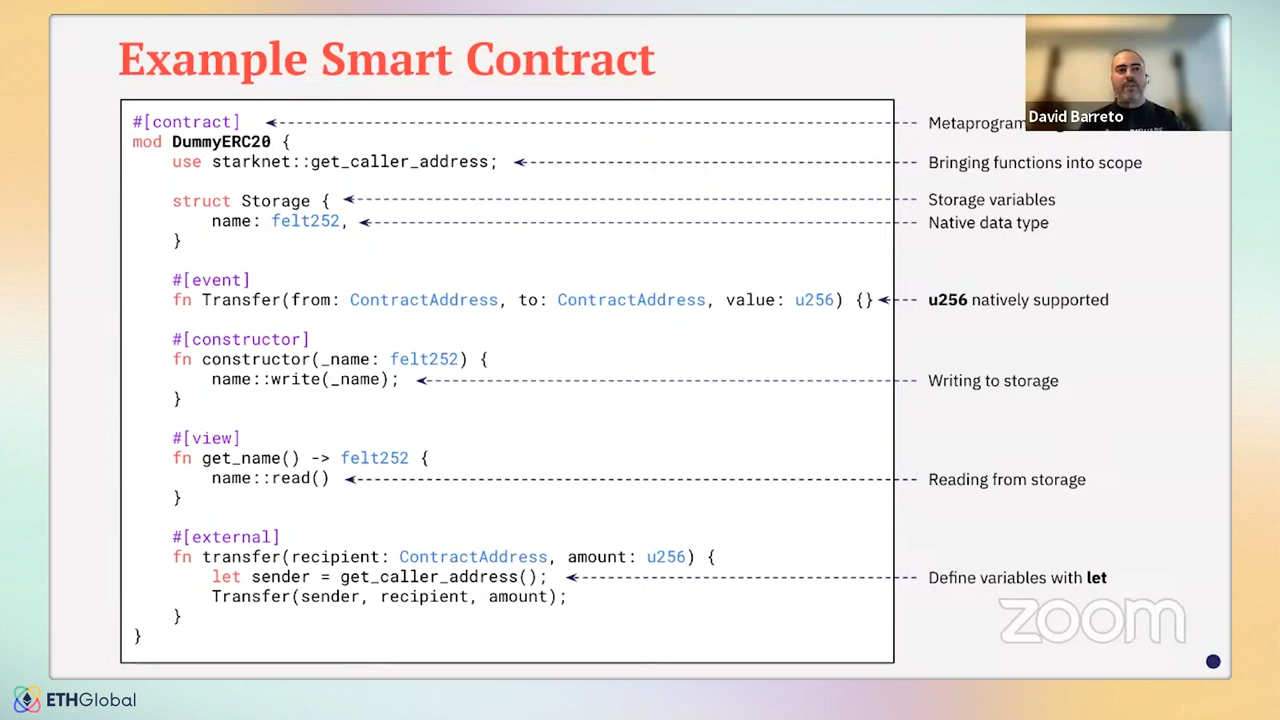 Example Smart Contract
David Barreto
#[contract]
mod DummyERC20 {
use starknet::get_caller_address;
struct Storage {
name: felt252,
}
#[event]
fn Transfer(from: ContractAddress, to: ContractAddress, value: u256) {}
#[constructor]
fn constructor(_name: felt252) {
name::write(_name);
}
#[view]
fn get_name() -> felt252 {
name::read()
}
#[external]
fn transfer(recipient: ContractAddress, amount: u256) {
let sender = get_caller_address();
Transfer(sender, recipient, amount);
}
}
Bringing functions into scope
Storage variables
Native data type
u256 natively supported
Writing to storage
Reading from storage
Define variables with let
zoom
ETHGlobal